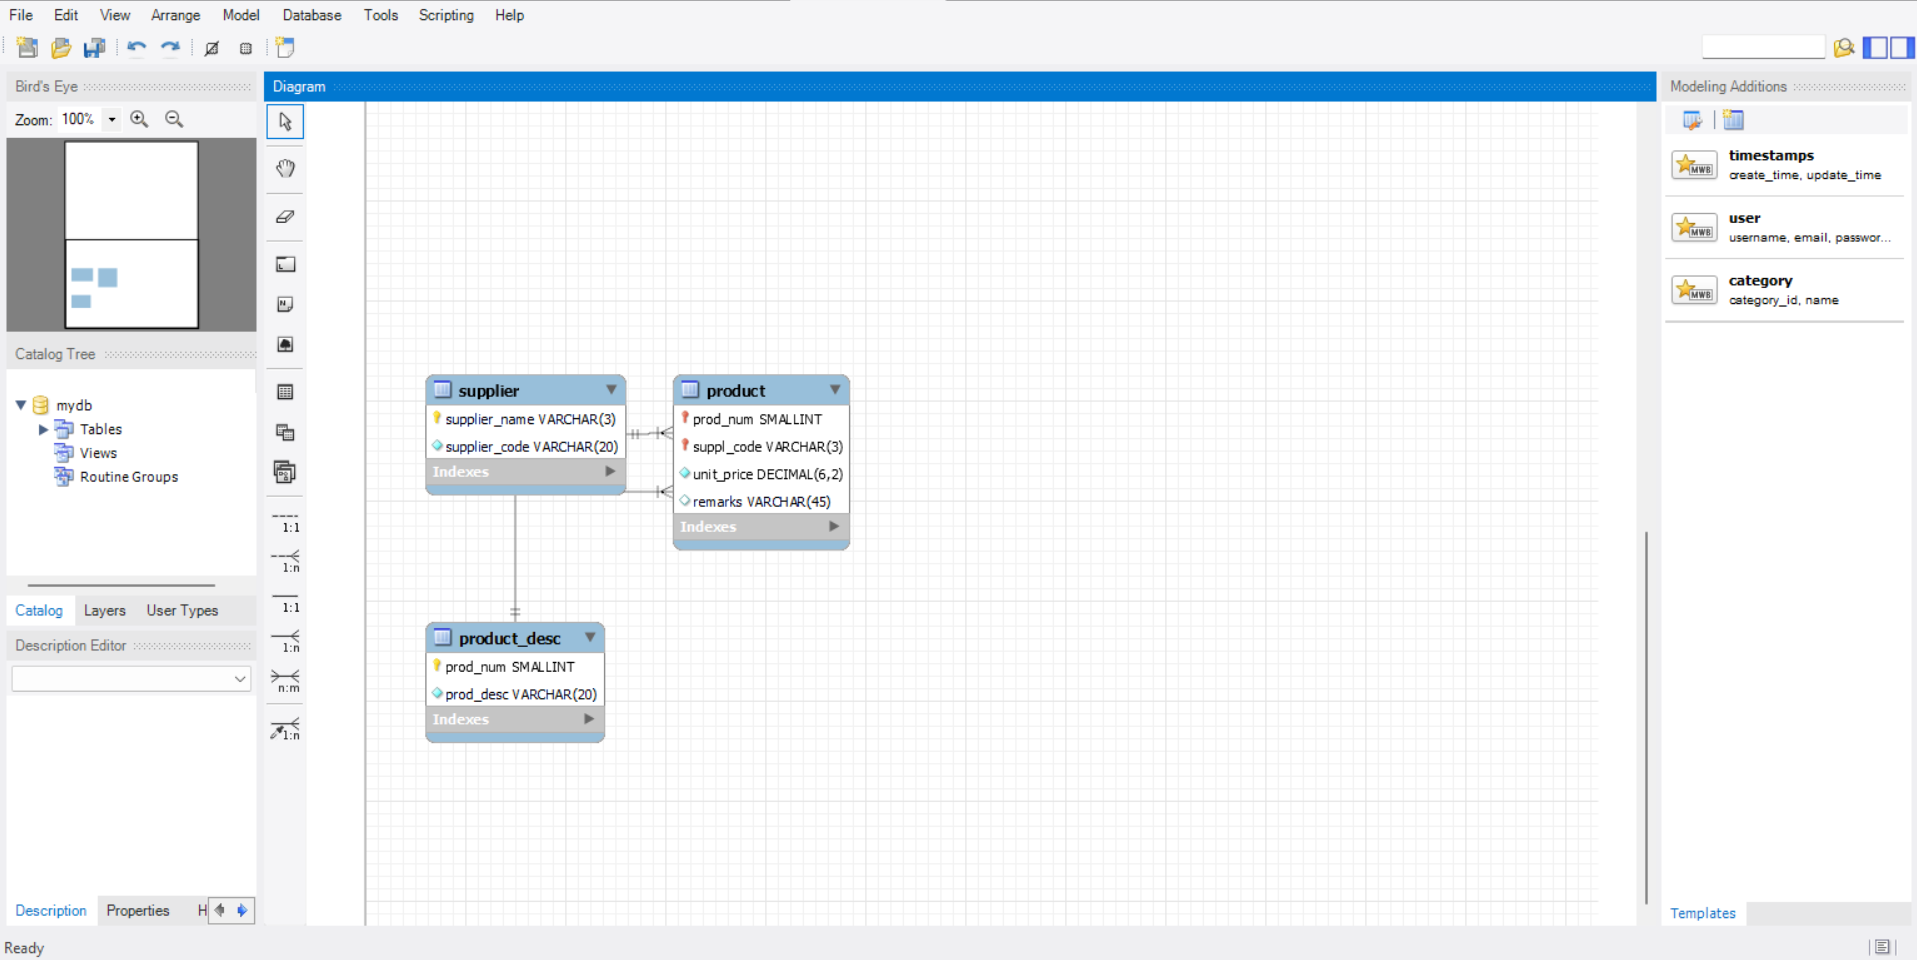 File Edit View Arrange Model Database Tools Scripting Help
Bird's Eye
Zoom: 100%
Catalog Tree
mydb
Tables
Views
Routine Groups
Catalog Layers User Types
Description Editor
Description Properties H
Ready
Diagram
1:1
1:n
1:1
1:n
n:m
1:n
supplier
supplier_name VARCHAR(3)
supplier_code VARCHAR(20)
Indexes
product
prod_num SMALLINT
suppl_code VARCHAR(3)
unit_price DECIMAL(6,2)
remarks VARCHAR(45)
Indexes
product_desc
prod_num SMALLINT
prod_desc VARCHAR(20)
Indexes
Modeling Additions
MWB
timestamps
create_time, update_time
MWB
user
username, email, passwor...
MWB
category
category_id, name
Templates